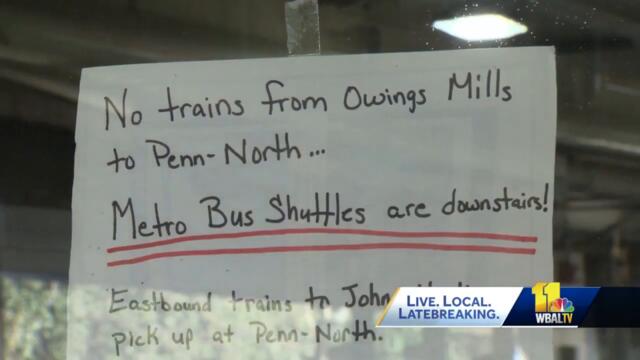 No trains from Owings Mills
to Penn-North...
Metro Bus Shuttles are downstairs!
Eastbound trains to John
pick up at Penn-North.
LIVE. LOCAL.
LATEBREAKING.
11
WBALTV